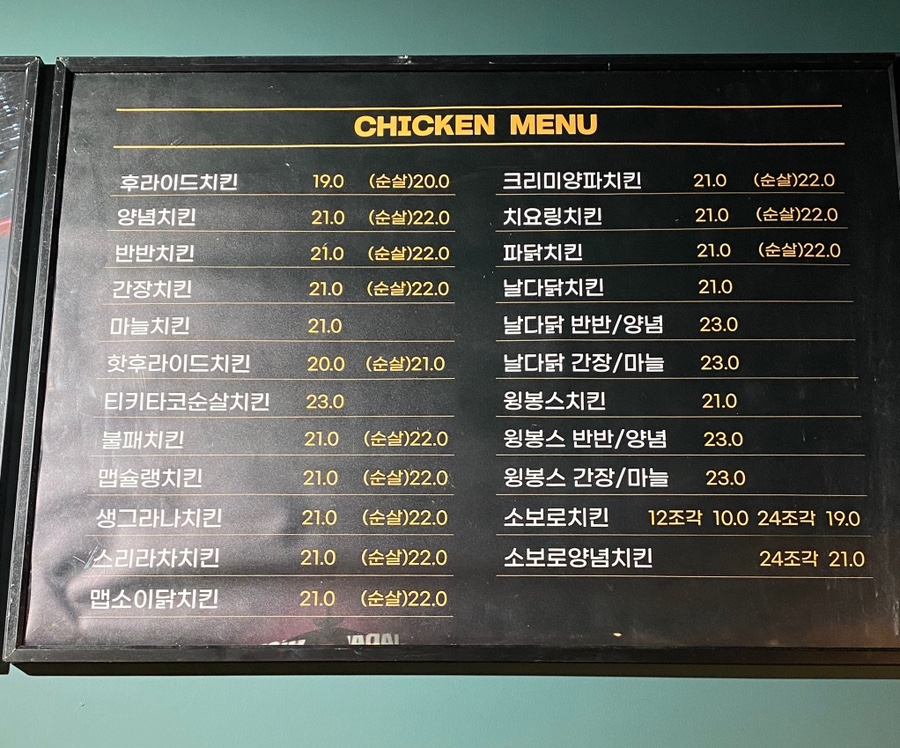 CHICKEN MENU
후라이드치킨 19.0 (순살)20.0
양념치킨 21.0 (순살)22.0
반반치킨 21.0 (순살)22.0
간장치킨 21.0 (순살)22.0
마늘치킨 21.0
핫후라이드치킨 20.0 (순살)21.0
티키타코순살치킨 23.0
불패치킨 21.0 (순살)22.0
맵슐랭치킨 21.0 (순살)22.0
생그라나치킨 21.0 (순살)22.0
스리라차치킨 21.0 (순살)22.0
맵소이닭치킨 21.0 (순살)22.0
크리미양파치킨 21.0 (순살)22.0
치요링치킨 21.0 (순살)22.0
파닭치킨 21.0 (순살)22.0
날다닭치킨 21.0
날다닭 반반/양념 23.0
날다닭 간장/마늘 23.0
윙봉스치킨 21.0
윙봉스 반반/양념 23.0
윙봉스 간장/마늘 23.0
소보로치킨 12조각 10.0 24조각 19.0
소보로양념치킨 24조각 21.0